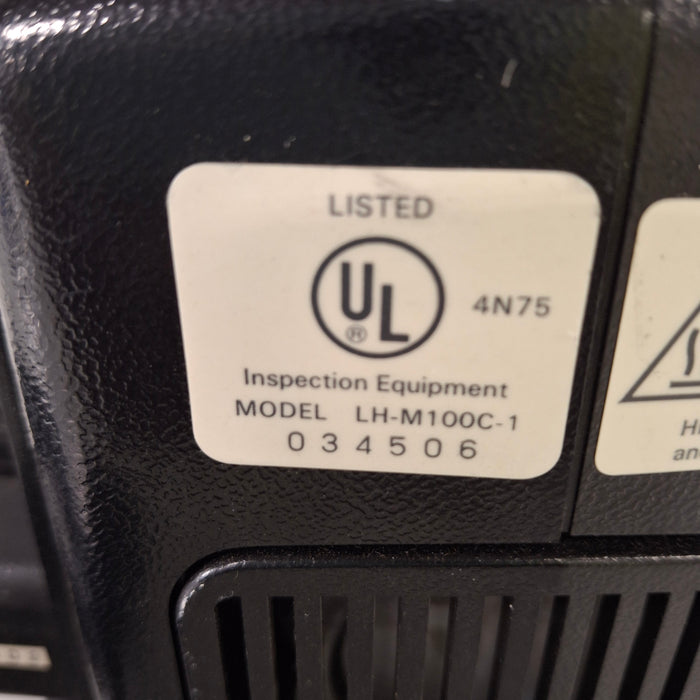 LISTED
UL ® 4N75
Inspection Equipment
MODEL LH-M100C-1
034506